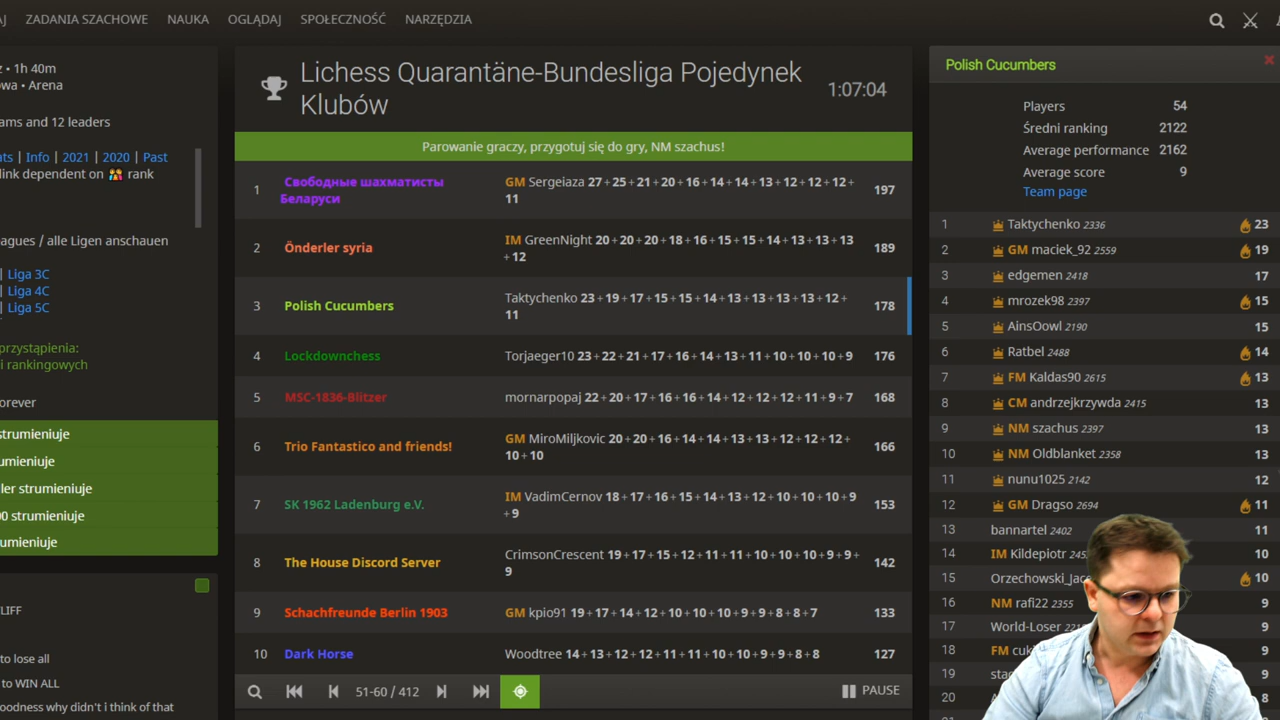 ZADANIA SZACHOWE NAUKA OGLĄDAJ SPOŁECZNOŚĆ NARZĘDZIA
• 1h 40m
• Arena
and 12 leaders
Info | 2021 | 2020 | Past
link dependent on rank
/ alle Ligen anschauen
| Liga 3C
| Liga 4C
| Liga 5C
przystąpienia:
i rankingowych
strumieniuje
strumieniuje
to lose all
to WIN ALL
why didn't i think of that
Lichess Quarantäne-Bundesliga Pojedynek
Klubów
1:07:04
Parowanie graczy, przygotuj się do gry, NM szachus!
1 Свободные шахматисты
Беларуси
GM Sergeiaza 27+25+21+20+16+14+14+13+12+12+12+
11
197
2 Önderler syria
IM GreenNight 20+20+20+18+16+15+15+14+13+13+13
+12
189
3 Polish Cucumbers
Taktychenko 23+19+17+15+15+14+13+13+13+13+12+
11
178
4 Lockdownchess Torjaeger10 23+22+21+17+16+14+13+11+10+10+10+9 176
5 MSC-1836-Blitzer mornarpopaj 22+20+17+16+16+14+12+12+12+11+9+7 168
6 Trio Fantastico and friends!
GM MiroMiljkovic 20+20+16+14+14+13+13+12+12+12+
10+10
166
7 SK 1962 Ladenburg e.V.
IM VadimCernov 18+17+16+15+14+13+12+10+10+10+9
+9
153
8 The House Discord Server
CrimsonCrescent 19+17+15+12+11+11+10+10+10+9+9+
9
142
9 Schachfreunde Berlin 1903 GM kpio91 19+17+14+12+10+10+10+9+9+8+8+7 133
10 Dark Horse Woodtree 14+13+12+12+11+11+10+10+9+9+8+8 127
51-60 / 412 PAUSE
Polish Cucumbers
Players 54
Średni ranking 2122
Average performance 2162
Average score 9
Team page
1 Taktychenko 2336 23
2 GM maciek_92 2559 19
3 edgemen 2418 17
4 mrozek98 2397 15
5 AinsOowl 2190 15
6 Ratbel 2488 14
7 FM Kaldas90 2615 13
8 CM andrzejkrzywda 2415 13
9 NM szachus 2397 13
10 NM Oldblanket 2358 13
11 nunu1025 2142 12
12 GM Dragso 2694 11
13 bannartel 2402
14 IM Kildepiotr 10
15 10
16 NM rafi22 2355 9
17 World-Loser 9
18 FM 9
19 9
20 8